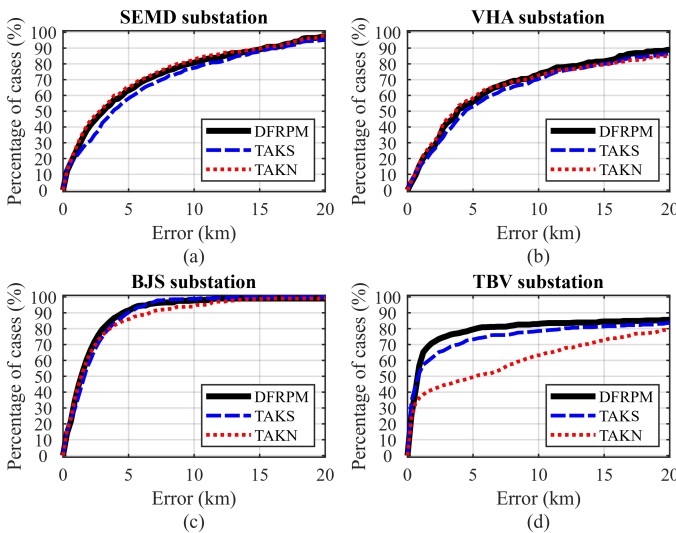 SEMD substation
Percentage of cases (%)
100
90
80
70
60
50
40
30
20
10
0
DFRPM
TAKS
TAKN
0 5 10 15 20
Error (km)
(a)
VHA substation
Percentage of cases (%)
100
90
80
70
60
50
40
30
20
10
0
DFRPM
TAKS
TAKN
0 5 10 15 20
Error (km)
(b)
BJS substation
Percentage of cases (%)
100
90
80
70
60
50
40
30
20
10
0
DFRPM
TAKS
TAKN
0 5 10 15 20
Error (km)
(c)
TBV substation
Percentage of cases (%)
100
90
80
70
60
50
40
30
20
10
0
DFRPM
TAKS
TAKN
0 5 10 15 20
Error (km)
(d)